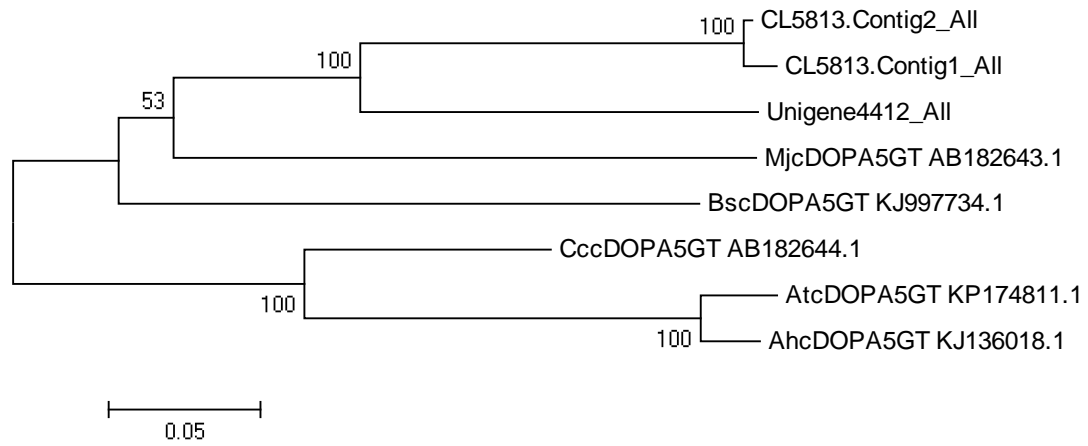 100
CL5813.Contig2_All
CL5813.Contig1_All
100
Unigene4412_All
53
MjcDOPA5GT AB182643.1
BscDOPA5GT KJ997734.1
CccDOPA5GT AB182644.1
100
AtcDOPA5GT KP174811.1
100
AhcDOPA5GT KJ136018.1
0.05